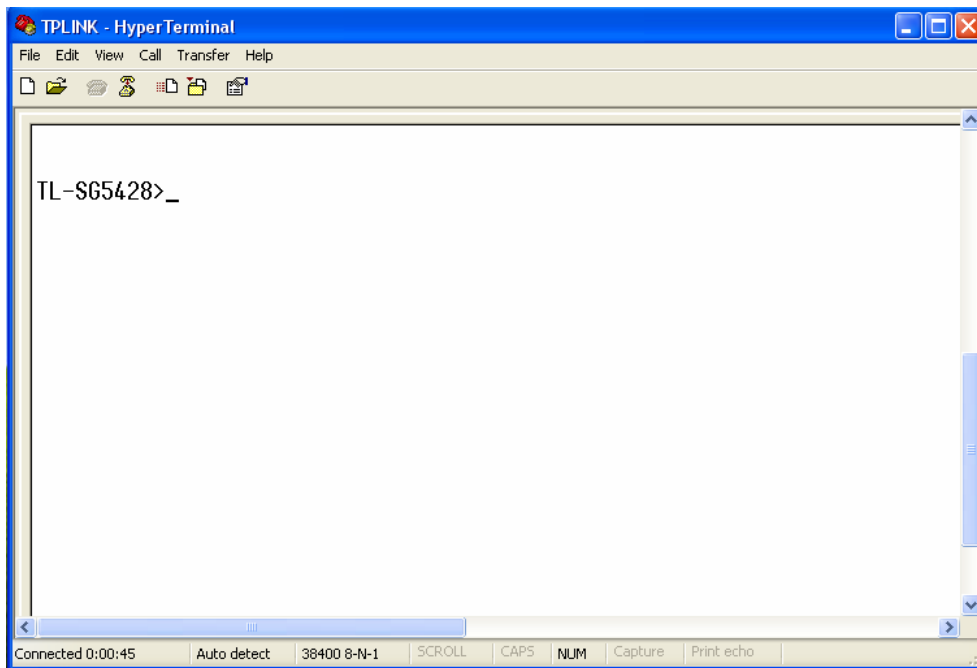 TPLINK - HyperTerminal
File Edit View Call Transfer Help
TL-SG5428>_
Connected 0:00:45 Auto detect 38400 8-N-1 SCROLL CAPS NUM Capture Print echo